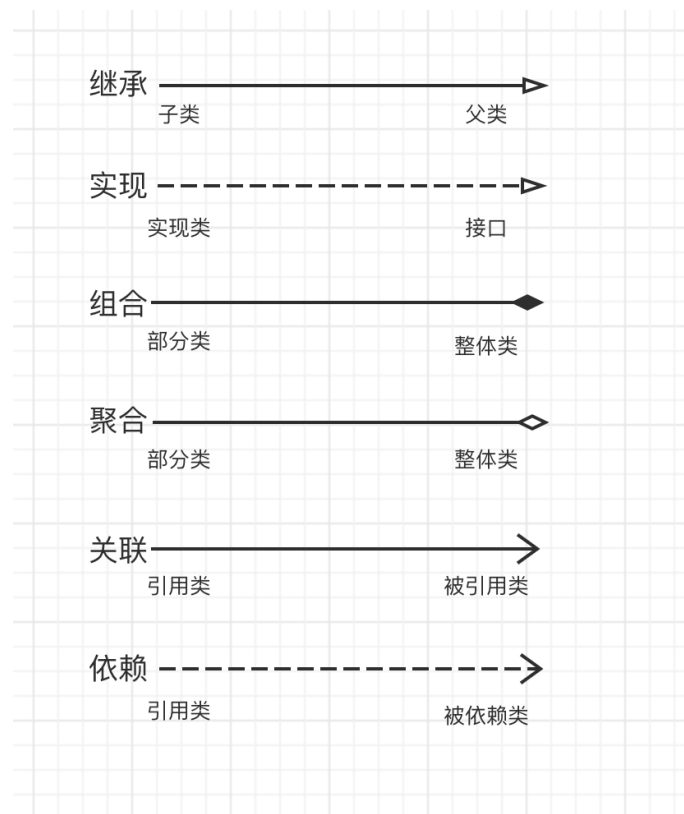 继承
子类 父类
实现
实现类 接口
组合
部分类 整体类
聚合
部分类 整体类
关联
引用类 被引用类
依赖
引用类 被依赖类